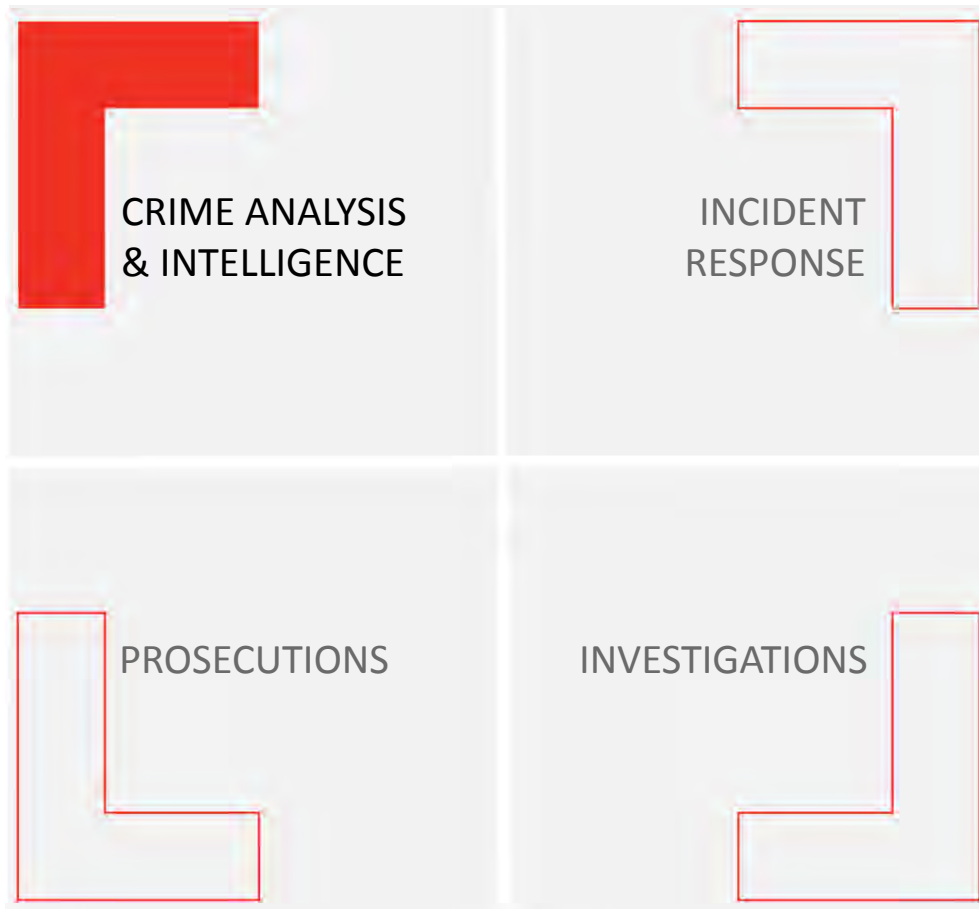 CRIME ANALYSIS
& INTELLIGENCE
INCIDENT
RESPONSE
PROSECUTIONS
INVESTIGATIONS